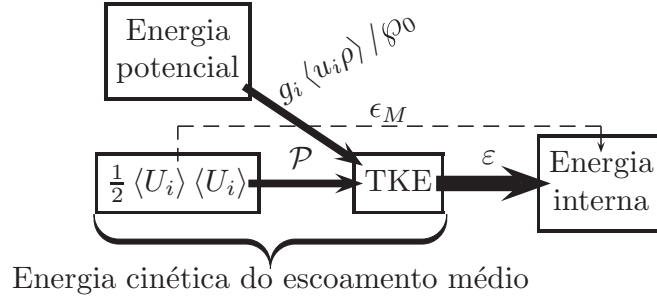 Energia
potencial
g_i ⟨u_i ρ⟩ / ℘_0
ϵ_M
½ ⟨U_i⟩ ⟨U_i⟩
𝒫
TKE
ε
Energia
interna
Energia cinética do escoamento médio